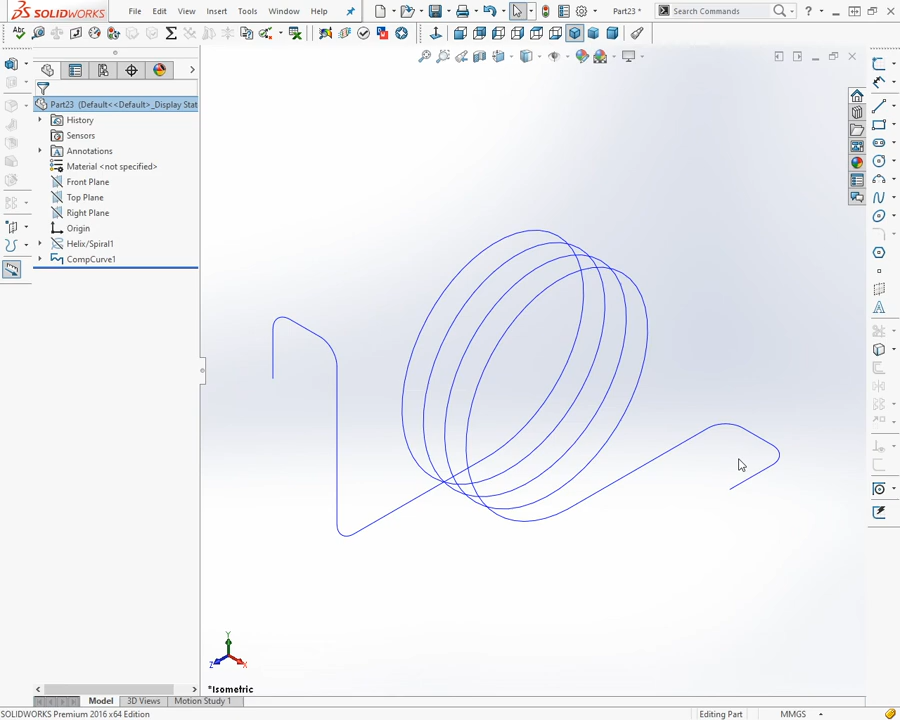 SOLIDWORKS File Edit View Insert Tools Window Help Part23 * Search Commands ?
Part23 (Default<<Default>_Display Stat
History
Sensors
Annotations
Material <not specified>
Front Plane
Top Plane
Right Plane
Origin
Helix/Spiral1
CompCurve1
Y
Z X
*Isometric
Model 3D Views Motion Study 1
SOLIDWORKS Premium 2016 x64 Edition Editing Part MMGS